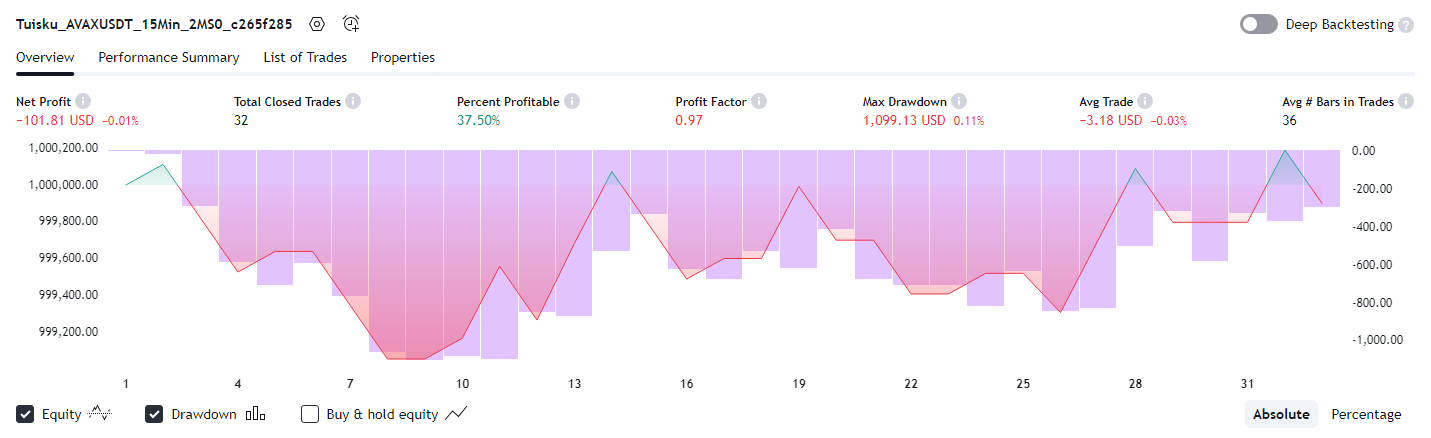 Tuisku_AVAXUSDT_15Min_2MS0_c265f285
Deep Backtesting ?
Overview Performance Summary List of Trades Properties
Net Profit Total Closed Trades Percent Profitable Profit Factor Max Drawdown Avg Trade Avg # Bars in Trades
−101.81 USD −0.01% 32 37.50% 0.97 1,099.13 USD 0.11% −3.18 USD −0.03% 36
1,000,200.00 0.00
1,000,000.00 -200.00
999,800.00 -400.00
999,600.00 -600.00
999,400.00 -800.00
999,200.00 -1,000.00
1 4 7 10 13 16 19 22 25 28 31
Equity Drawdown Buy & hold equity Absolute Percentage